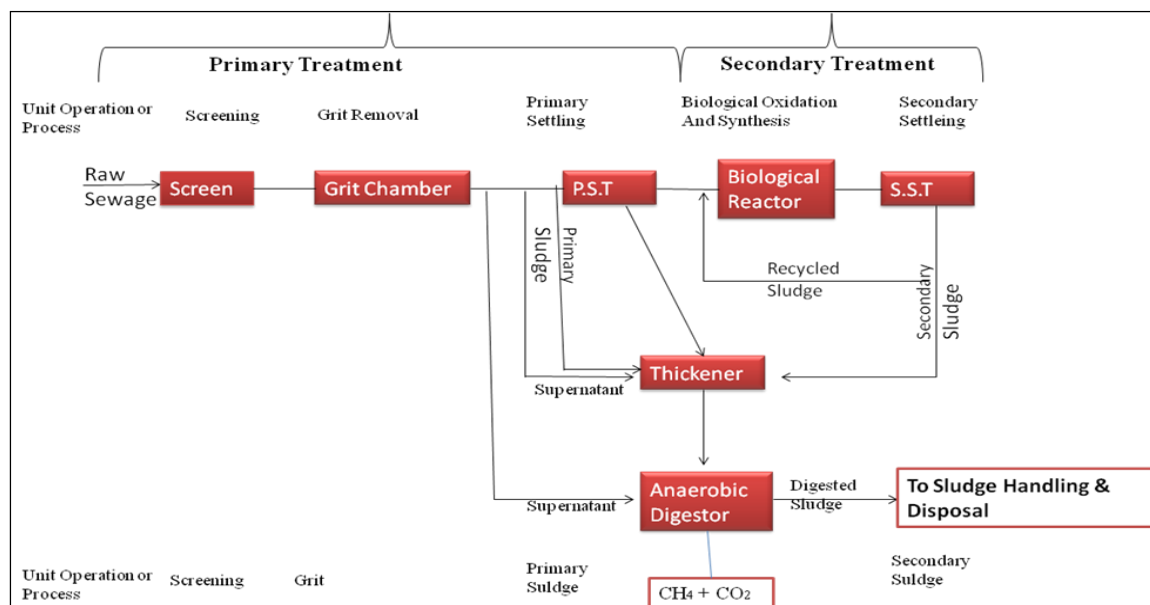 Primary Treatment
Secondary Treatment
Unit Operation or
Process
Screening
Grit Removal
Primary
Settling
Biological Oxidation
And Synthesis
Secondary
Settleing
Raw
Sewage
Screen
Grit Chamber
P.S.T
Biological
Reactor
S.S.T
Primary
Sludge
Recycled
Sludge
Secondary
Sludge
Thickener
Supernatant
Anaerobic
Digestor
Supernatant
Digested
Sludge
To Sludge Handling &
Disposal
Unit Operation or
Process
Screening
Grit
Primary
Suldge
Secondary
Suldge
CH₄ + CO₂